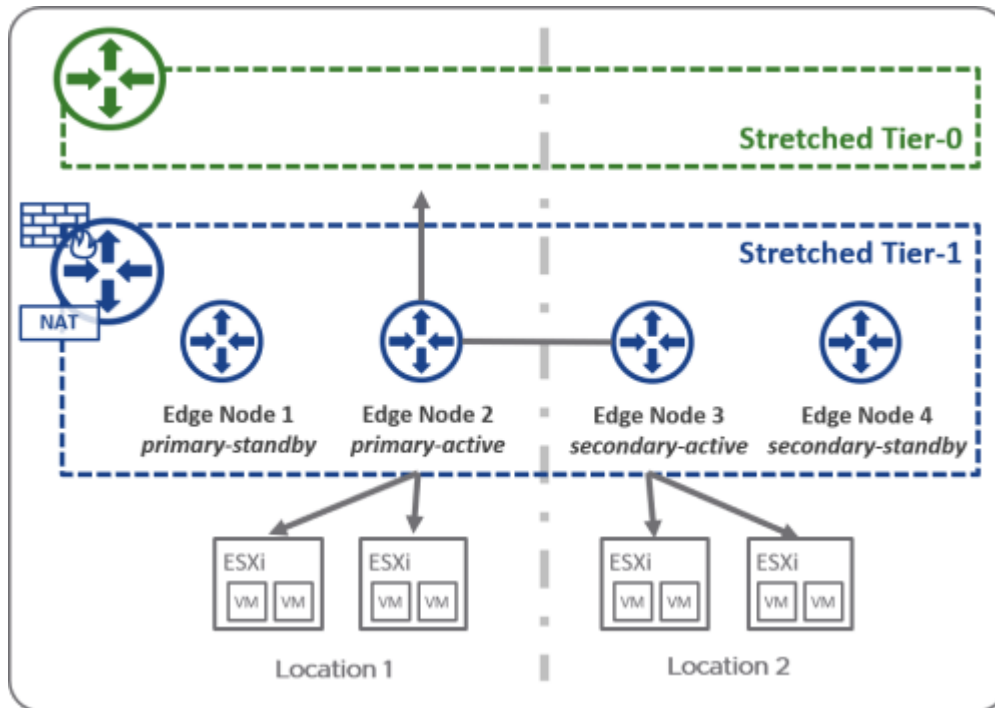 Stretched Tier-0
Stretched Tier-1
NAT
Edge Node 1
primary-standby
Edge Node 2
primary-active
Edge Node 3
secondary-active
Edge Node 4
secondary-standby
ESXi
VM VM
ESXi
VM VM
ESXi
VM VM
ESXi
VM VM
Location 1
Location 2